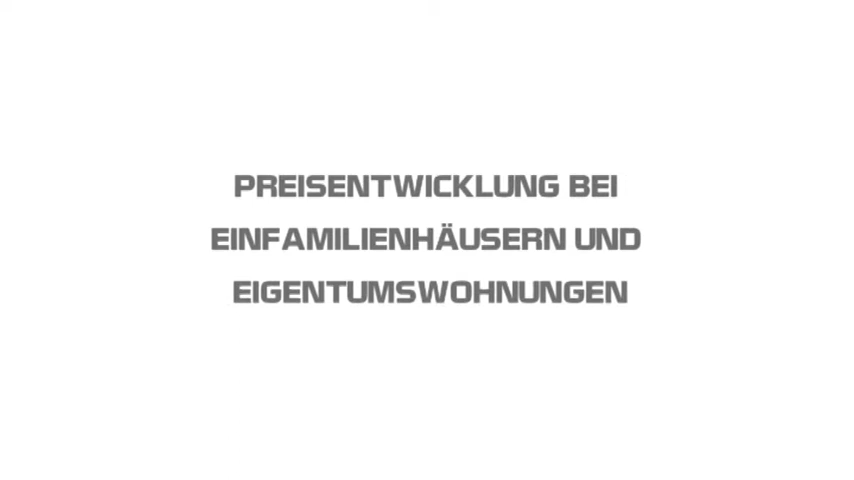 PREISENTWICKLUNG BEI
EINFAMILIENHÄUSERN UND
EIGENTUMSWOHNUNGEN